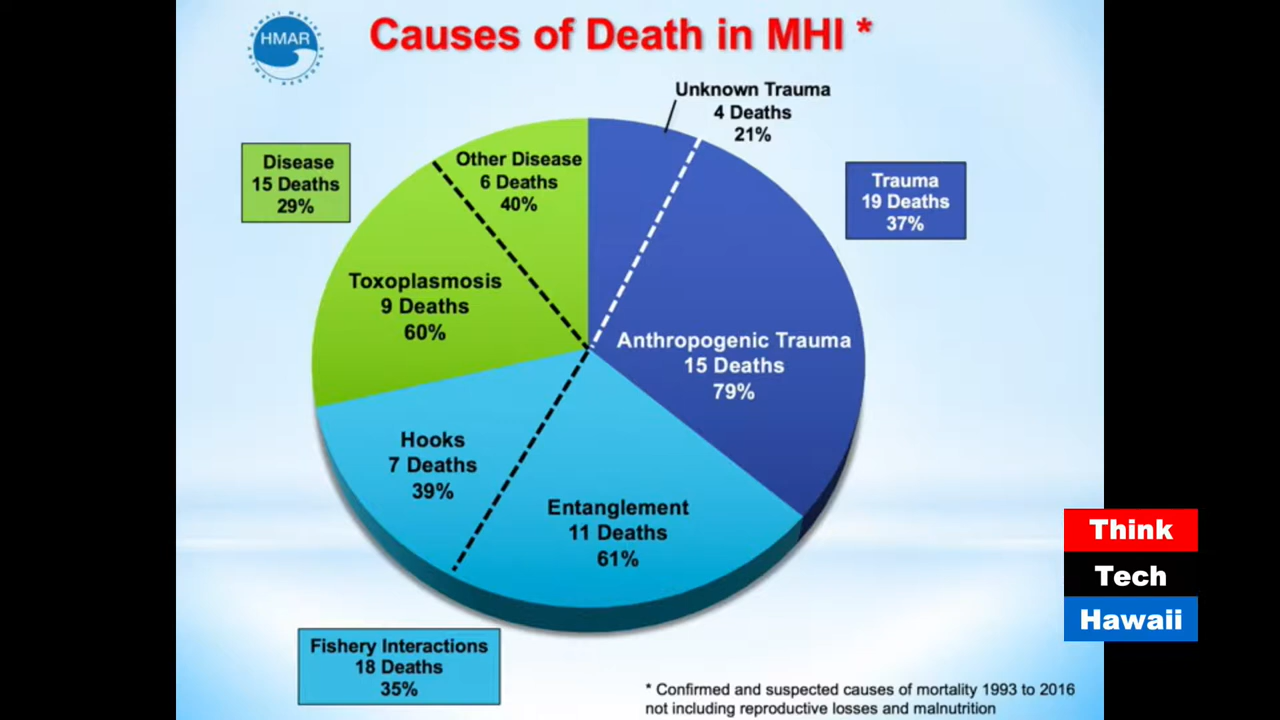 HMAR
Causes of Death in MHI *
Unknown Trauma
4 Deaths
21%
Disease
15 Deaths
29%
Other Disease
6 Deaths
40%
Trauma
19 Deaths
37%
Toxoplasmosis
9 Deaths
60%
Anthropogenic Trauma
15 Deaths
79%
Hooks
7 Deaths
39%
Entanglement
11 Deaths
61%
Think
Tech
Hawaii
Fishery Interactions
18 Deaths
35%
* Confirmed and suspected causes of mortality 1993 to 2016
not including reproductive losses and malnutrition